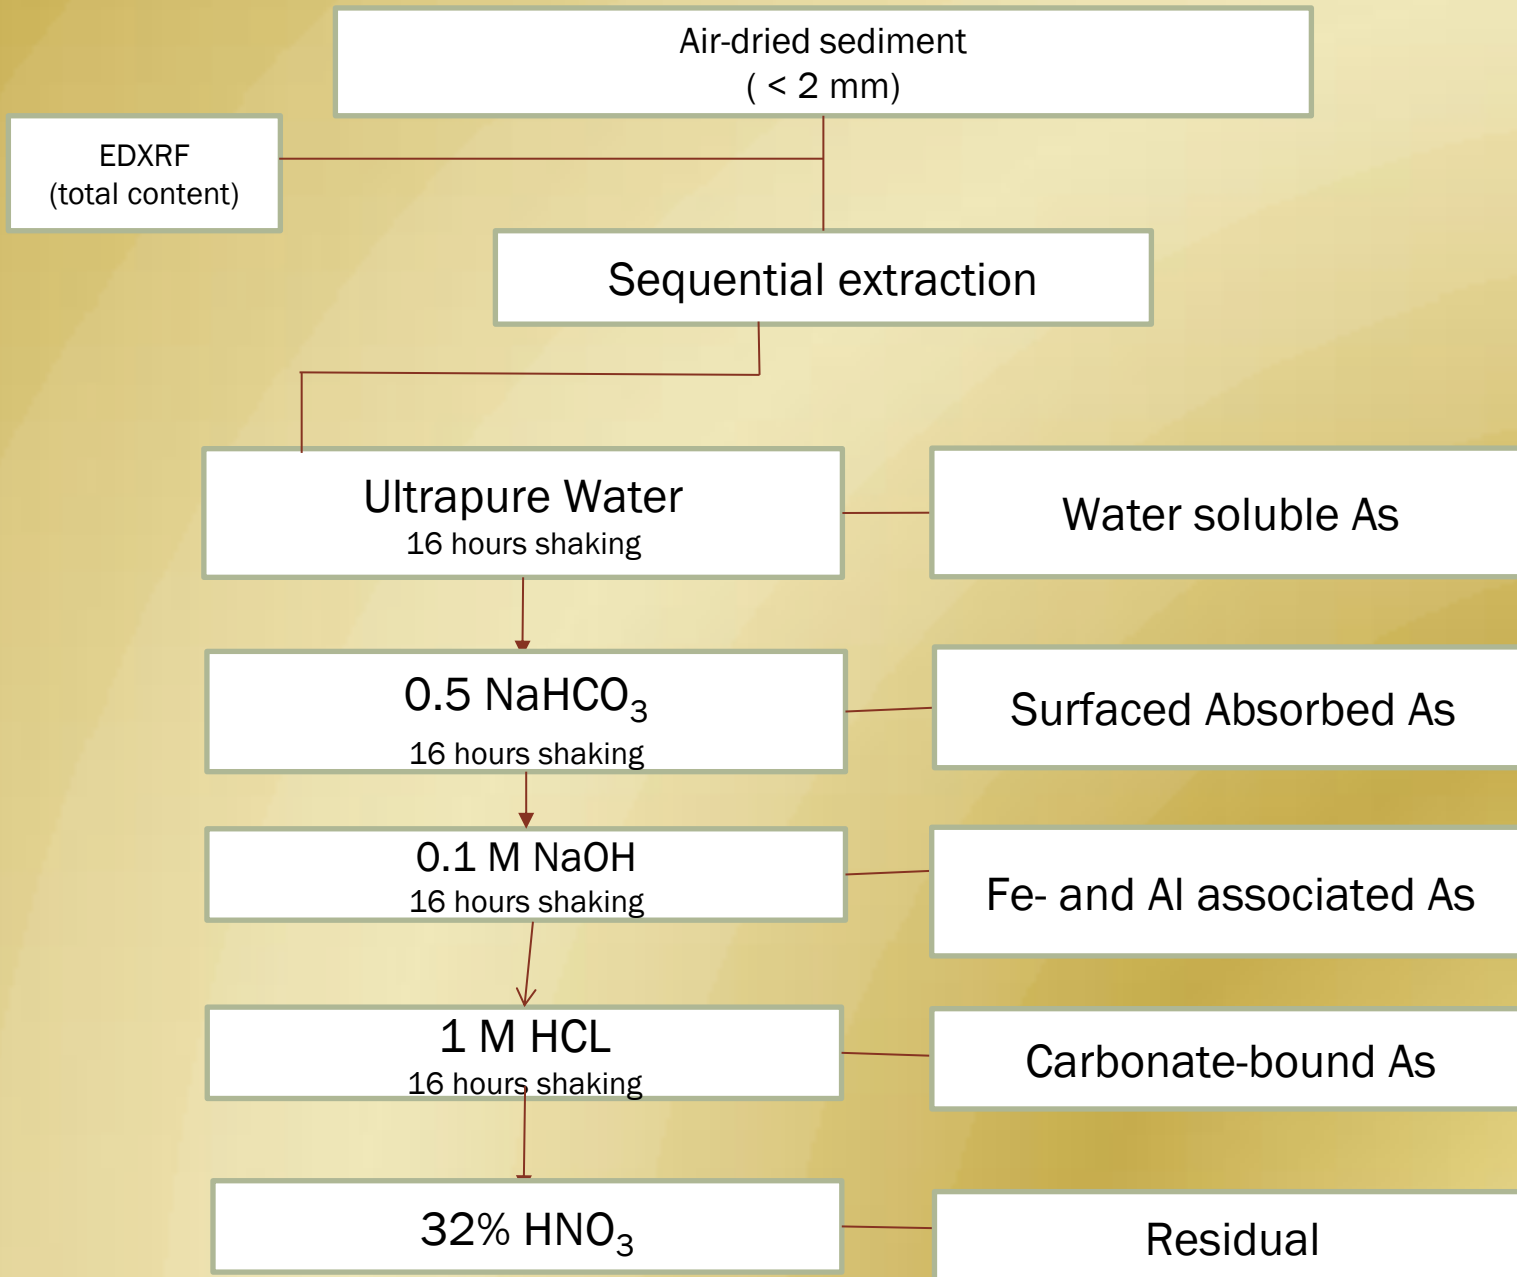 Air-dried sediment
( < 2 mm)
EDXRF
(total content)
Sequential extraction
Ultrapure Water
16 hours shaking
Water soluble As
0.5 NaHCO₃
16 hours shaking
Surfaced Absorbed As
0.1 M NaOH
16 hours shaking
Fe- and Al associated As
1 M HCL
16 hours shaking
Carbonate-bound As
32% HNO₃
Residual